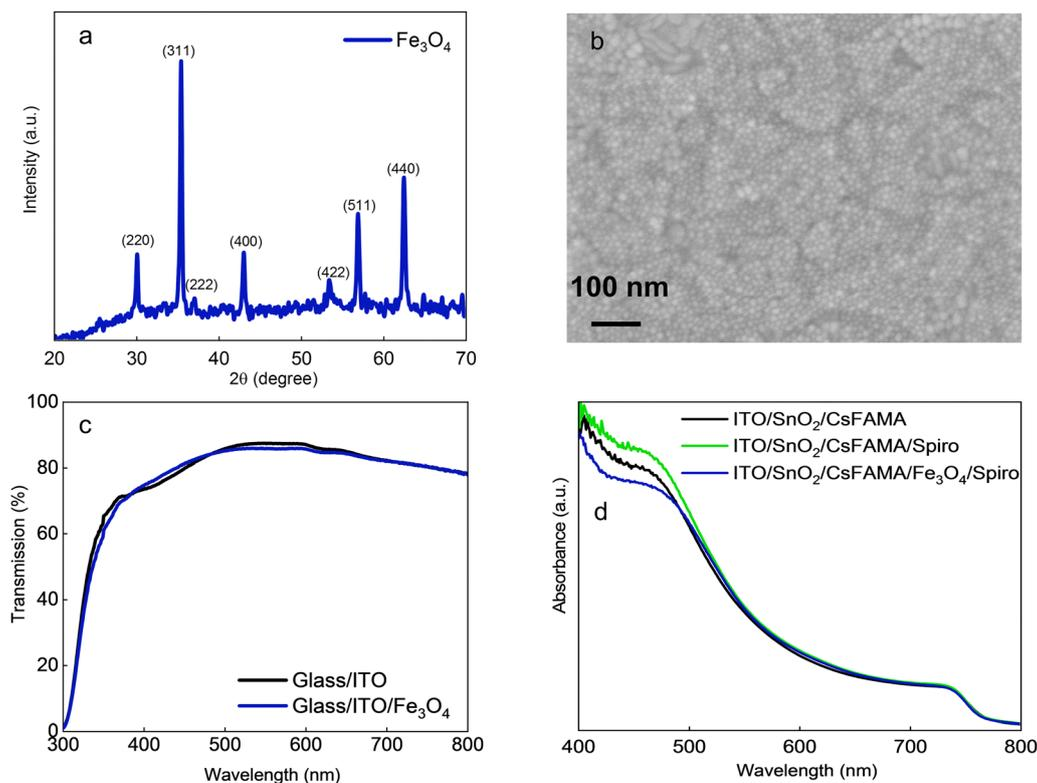 a
Fe₃O₄
(311)
(440)
(511)
(220)
(400)
(422)
(222)
Intensity (a.u.)
20 30 40 50 60 70
2θ (degree)
b
100 nm
c
100
80
60
40
20
0
Transmission (%)
Glass/ITO
Glass/ITO/Fe₃O₄
300 400 500 600 700 800
Wavelength (nm)
ITO/SnO₂/CsFAMA
ITO/SnO₂/CsFAMA/Spiro
ITO/SnO₂/CsFAMA/Fe₃O₄/Spiro
d
Absorbance (a.u.)
400 500 600 700 800
Wavelength (nm)